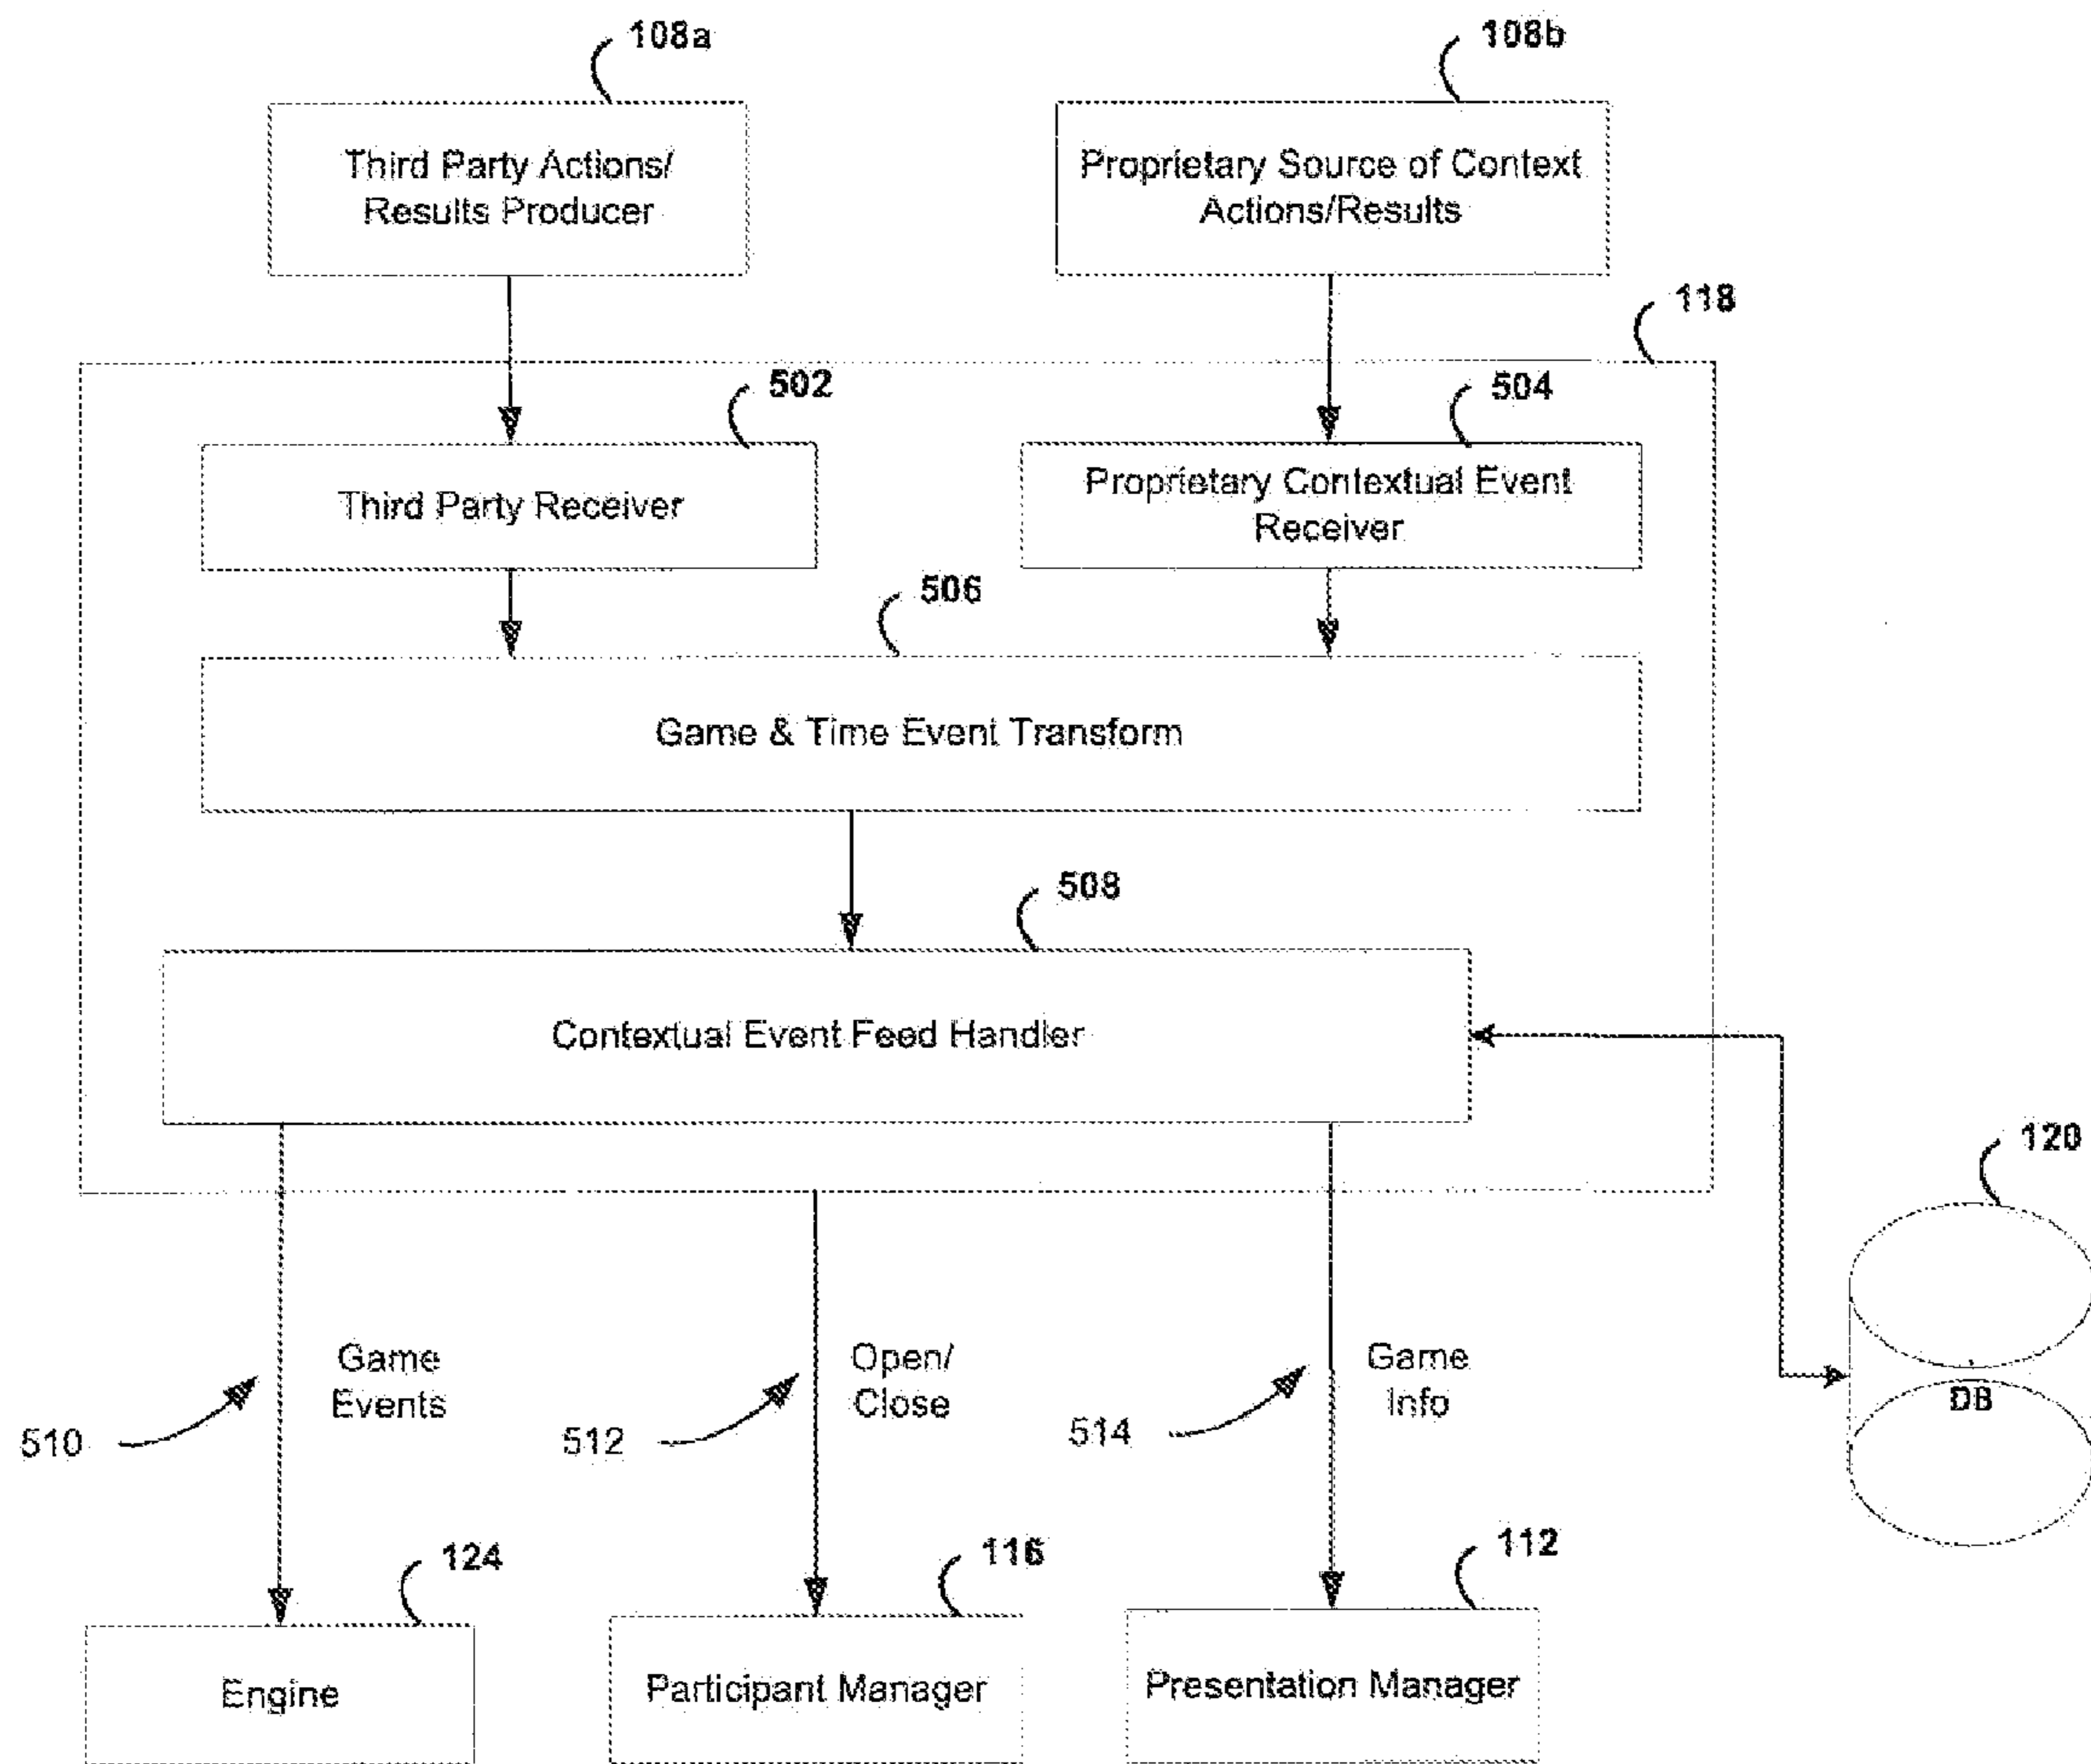 108a
108b
Third Party Actions/
Results Producer
Proprietary Source of Context
Actions/Results
118
502
504
Third Party Receiver
Proprietary Contextual Event
Receiver
506
Game & Time Event Transform
508
Contextual Event Feed Handler
120
DB
Game
Events
510
Open/
Close
512
Game
Info
514
124
116
112
Engine
Participant Manager
Presentation Manager